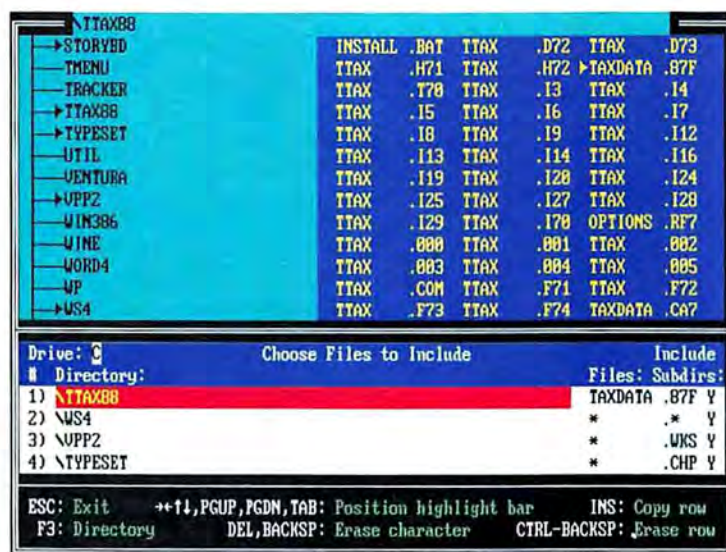 \TTAX88
STORYBD INSTALL .BAT TTAX .D72 TTAX .D73
TMENU TTAX .H71 TTAX .H72 TAXDATA .87F
TRACKER TTAX .T70 TTAX .I3 TTAX .I4
TTAX88 TTAX .I5 TTAX .I6 TTAX .I7
TYPESET TTAX .I8 TTAX .I9 TTAX .I12
UTIL TTAX .I13 TTAX .I14 TTAX .I16
VENTURA TTAX .I19 TTAX .I20 TTAX .I24
VPP2 TTAX .I25 TTAX .I27 TTAX .I28
WIN386 TTAX .I29 TTAX .I70 OPTIONS .RF7
WINE TTAX .000 TTAX .001 TTAX .002
WORD4 TTAX .003 TTAX .004 TTAX .005
WP TTAX .COM TTAX .F71 TTAX .F72
WS4 TTAX .F73 TTAX .F74 TAXDATA .CA7
Drive: C Choose Files to Include Include
# Directory: Files: Subdirs:
1) \TTAX88 TAXDATA .87F Y
2) \WS4 * .* Y
3) \VPP2 * .WKS Y
4) \TYPESET * .CHP Y
ESC: Exit →←↑↓,PGUP,PGDN,TAB: Position highlight bar INS: Copy row
F3: Directory DEL,BACKSP: Erase character CTRL-BACKSP: Erase row